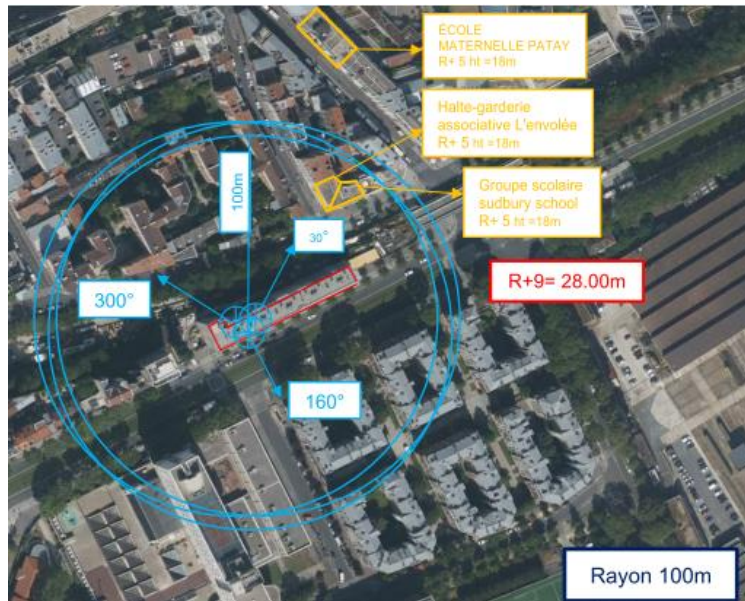 ÉCOLE
MATERNELLE PATAY
R+ 5 ht =18m
Halte-garderie
associative L'envolée
R+ 5 ht =18m
Groupe scolaire
sudbury school
R+ 5 ht =18m
100m
30°
300°
R+9= 28.00m
160°
Rayon 100m